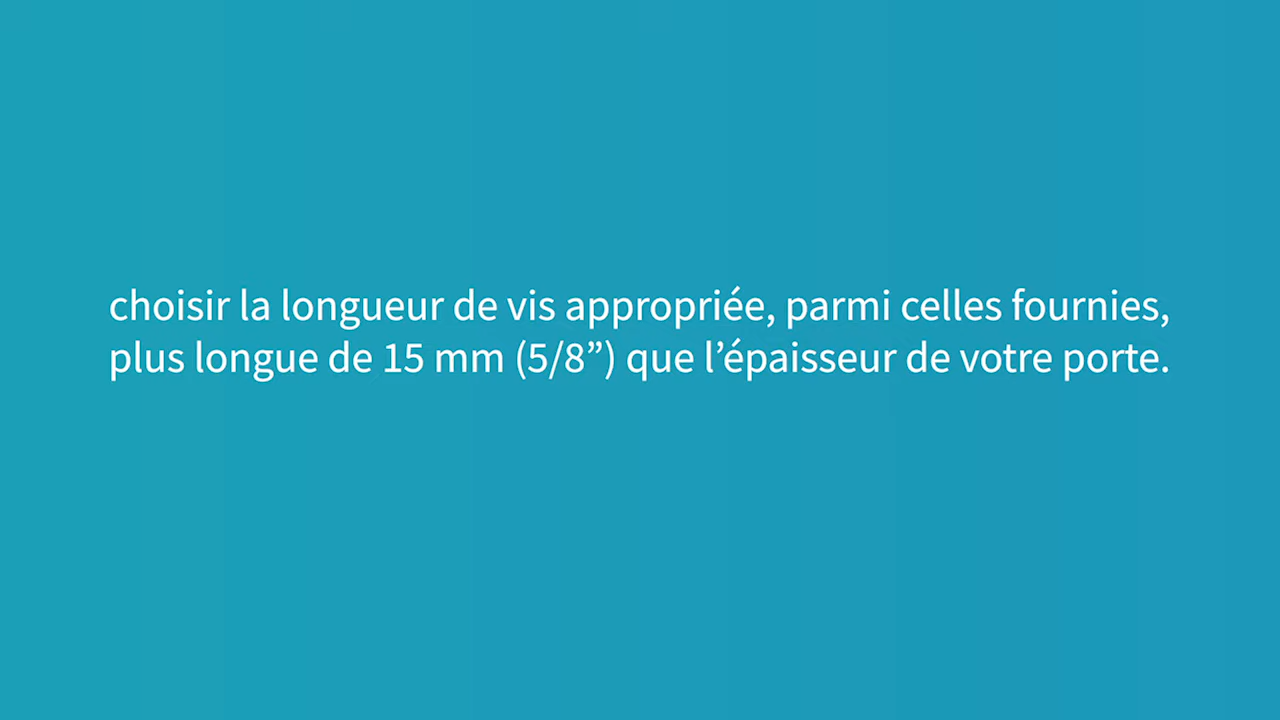 choisir la longueur de vis appropriée, parmi celles fournies,
plus longue de 15 mm (5/8”) que l’épaisseur de votre porte.